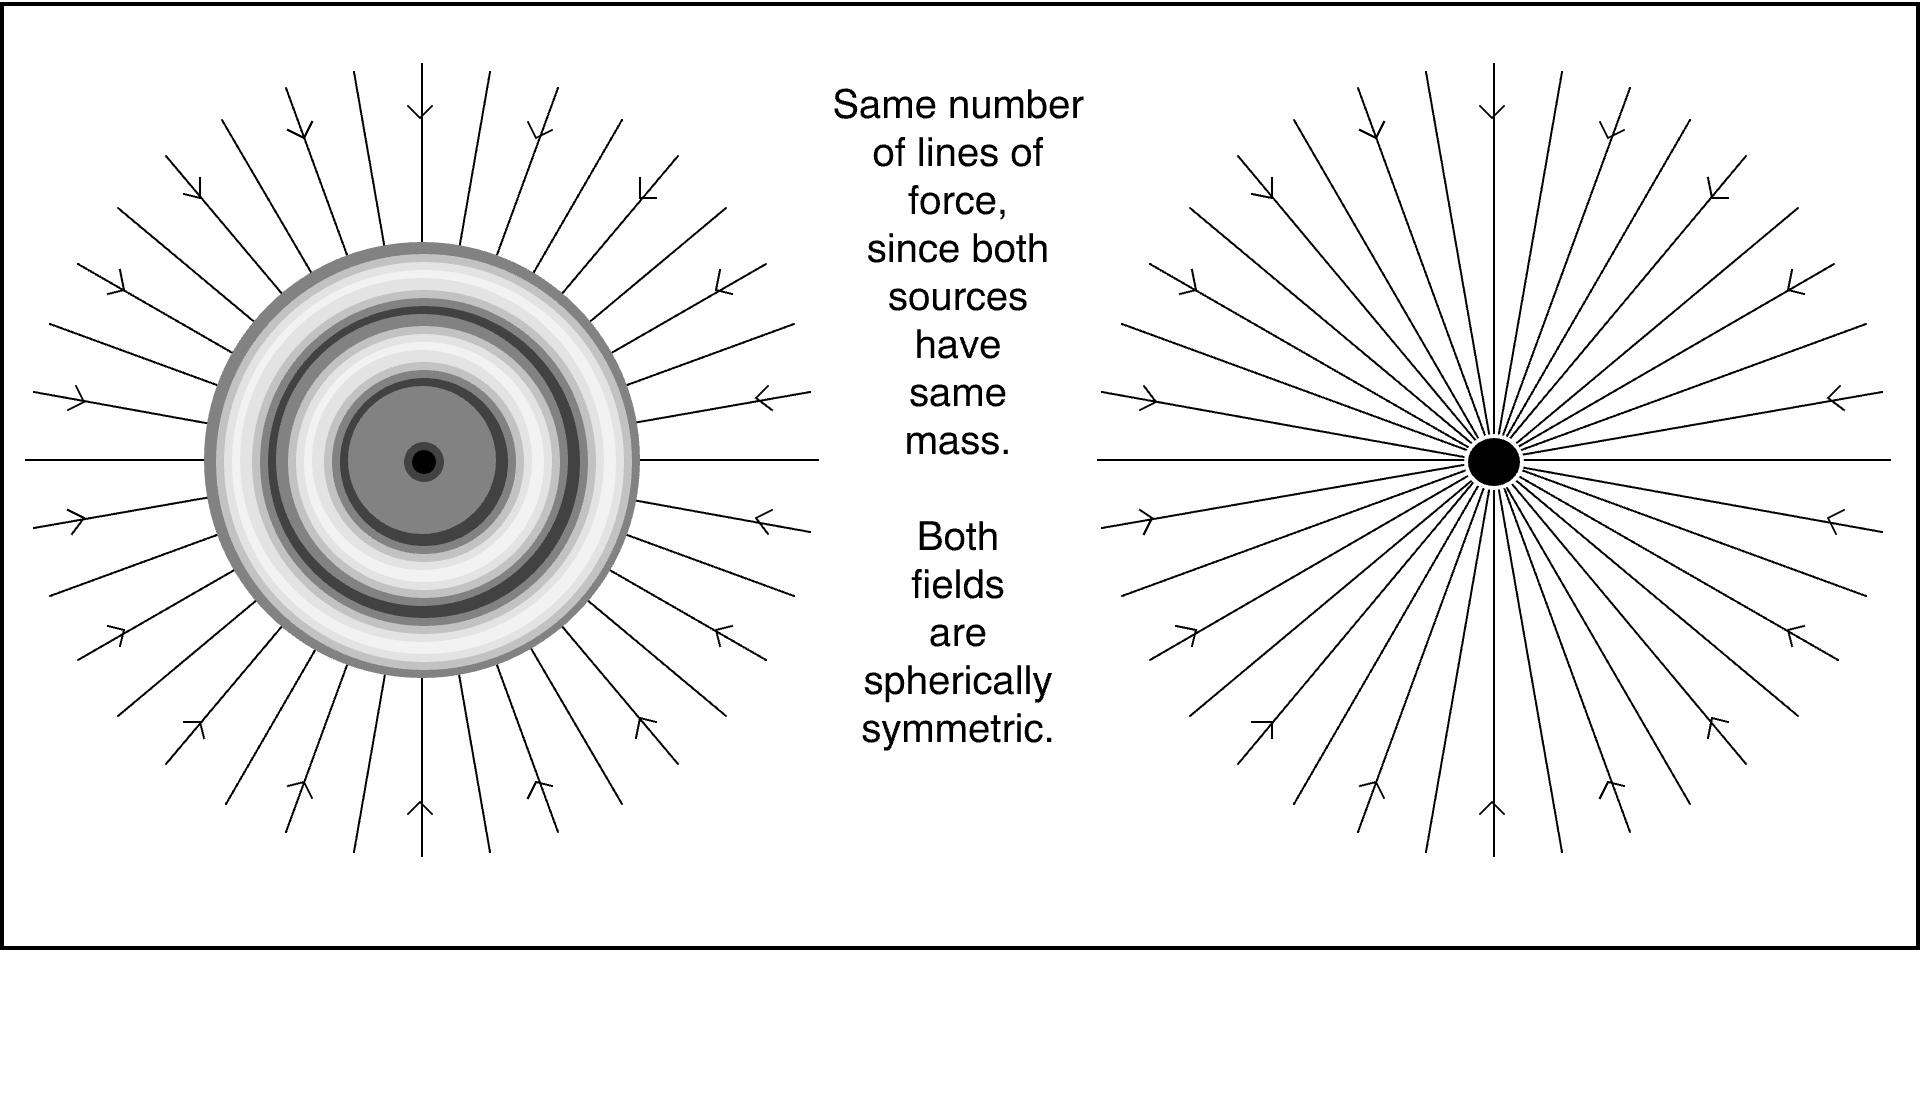 Same number
of lines of
force,
since both
sources
have
same
mass.
Both
fields
are
spherically
symmetric.